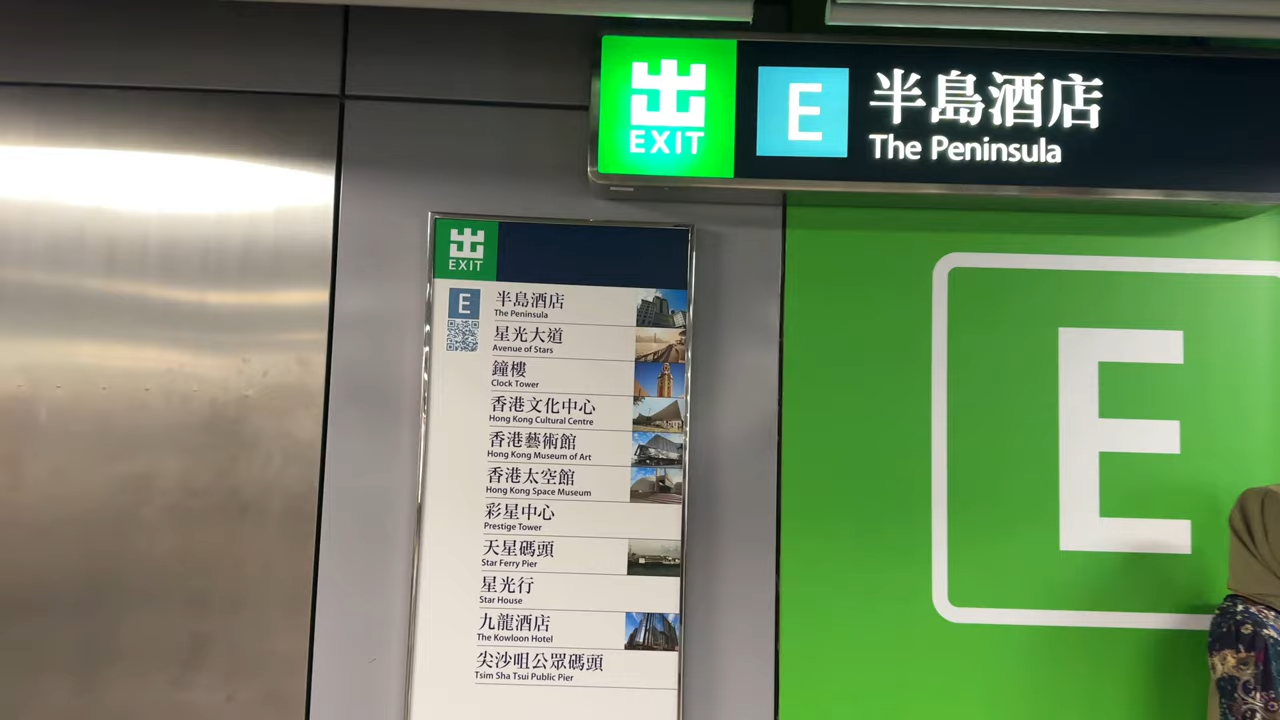 出 E 半島酒店
EXIT The Peninsula
出
EXIT
E
半島酒店
The Peninsula
星光大道
Avenue of Stars
鐘樓
Clock Tower
香港文化中心
Hong Kong Cultural Centre
香港藝術館
Hong Kong Museum of Art
香港太空館
Hong Kong Space Museum
彩星中心
Prestige Tower
天星碼頭
Star Ferry Pier
星光行
Star House
九龍酒店
The Kowloon Hotel
尖沙咀公眾碼頭
Tsim Sha Tsui Public Pier
E